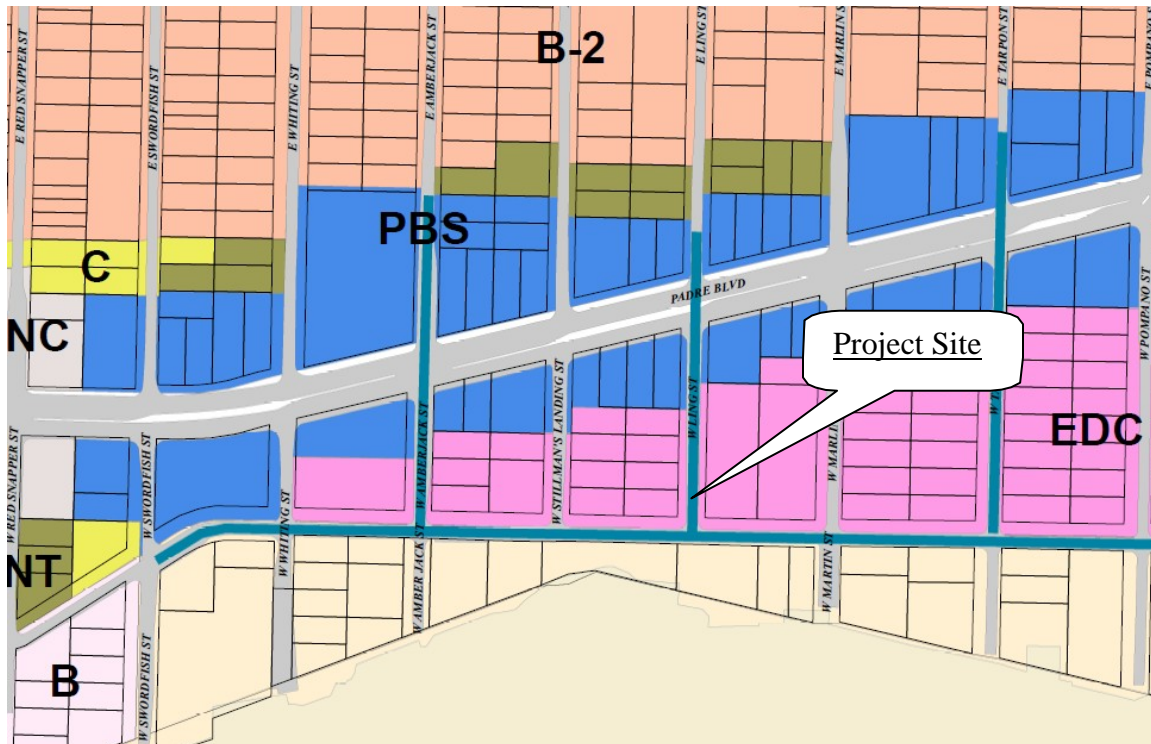 B-2
E RED SNAPPER ST
E SWORDFISH ST
E WHITING ST
E AMBERJACK ST
E LING ST
E MARLIN ST
E TARPON ST
E POMPANO ST
PBS
C
NC
PADRE BLVD
Project Site
EDC
W RED SNAPPER ST
W SWORDFISH ST
W WHITING ST
W AMBERJACK ST
W STILLMAN'S LANDING ST
W LING ST
W MARLIN
W T
W POMPANO ST
NT
W AMBER JACK ST
W MARTIN ST
B
W SWORDFISH ST